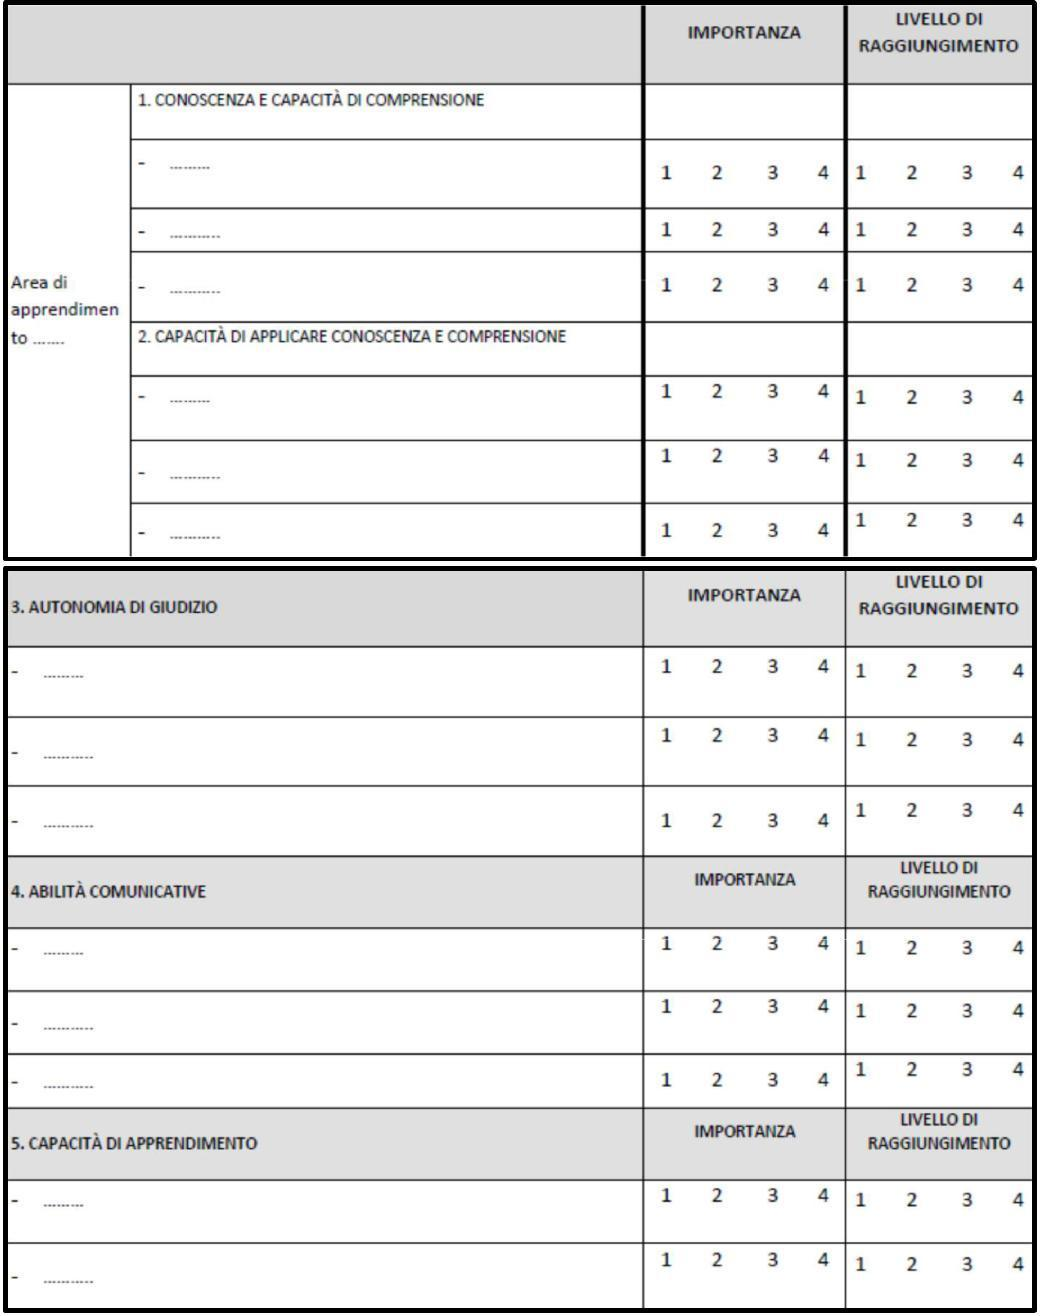 IMPORTANZA
LIVELLO DI
RAGGIUNGIMENTO
Area di
apprendimen
to .......
1. CONOSCENZA E CAPACITÀ DI COMPRENSIONE
- .........
1 2 3 4 1 2 3 4
- ...........
1 2 3 4 1 2 3 4
- ...........
1 2 3 4 1 2 3 4
2. CAPACITÀ DI APPLICARE CONOSCENZA E COMPRENSIONE
- .........
1 2 3 4 1 2 3 4
- ...........
1 2 3 4 1 2 3 4
- ...........
1 2 3 4 1 2 3 4
3. AUTONOMIA DI GIUDIZIO
IMPORTANZA
LIVELLO DI
RAGGIUNGIMENTO
- .........
1 2 3 4 1 2 3 4
- ...........
1 2 3 4 1 2 3 4
- ...........
1 2 3 4 1 2 3 4
4. ABILITÀ COMUNICATIVE
IMPORTANZA
LIVELLO DI
RAGGIUNGIMENTO
- .........
1 2 3 4 1 2 3 4
- ...........
1 2 3 4 1 2 3 4
- ...........
1 2 3 4 1 2 3 4
5. CAPACITÀ DI APPRENDIMENTO
IMPORTANZA
LIVELLO DI
RAGGIUNGIMENTO
- .........
1 2 3 4 1 2 3 4
- ...........
1 2 3 4 1 2 3 4